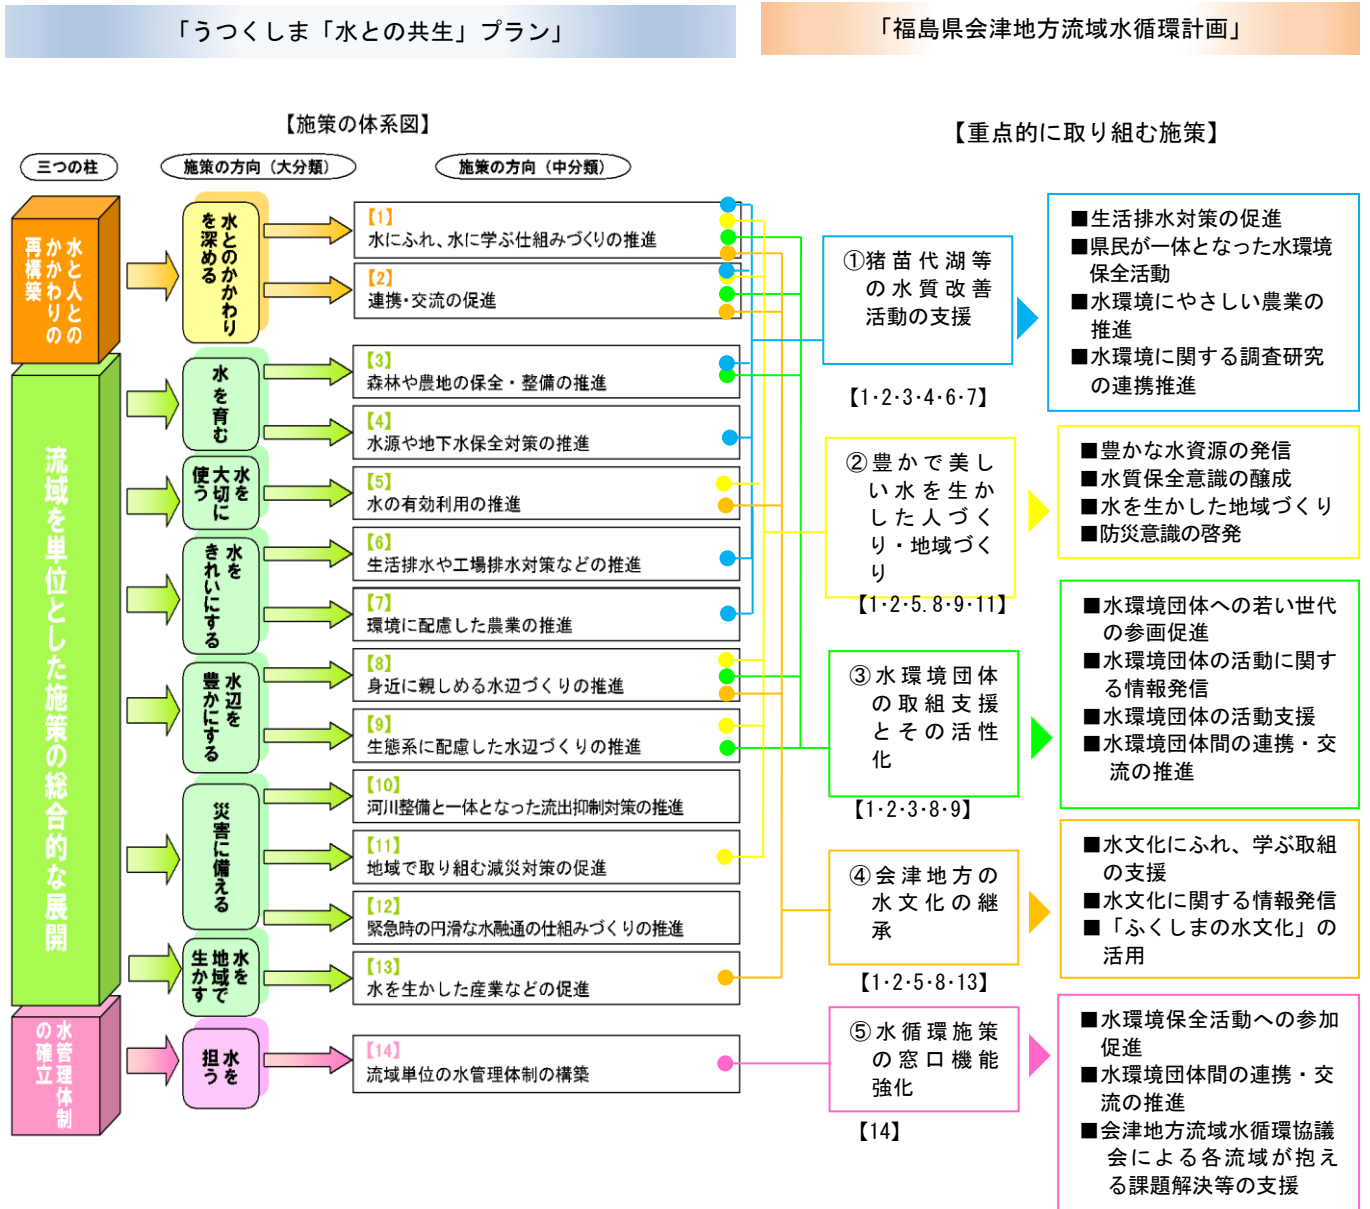 「うつくしま「水との共生」プラン」
「福島県会津地方流域水循環計画」
【施策の体系図】
【重点的に取り組む施策】
三つの柱
施策の方向（大分類）
施策の方向（中分類）
水と人との
かかわりの
再構築
流域を単位とした施策の総合的な展開
水管理体制
の確立
水とのかかわり
を深める
水を育む
水を
大切に
使う
水を
きれいにする
水辺を
豊かにする
災害に備える
水を
地域で
生かす
水を
担う
【1】
水にふれ、水に学ぶ仕組みづくりの推進
【2】
連携・交流の促進
【3】
森林や農地の保全・整備の推進
【4】
水源や地下水保全対策の推進
【5】
水の有効利用の推進
【6】
生活排水や工場排水対策などの推進
【7】
環境に配慮した農業の推進
【8】
身近に親しめる水辺づくりの推進
【9】
生態系に配慮した水辺づくりの推進
【10】
河川整備と一体となった流出抑制対策の推進
【11】
地域で取り組む減災対策の促進
【12】
緊急時の円滑な水融通の仕組みづくりの推進
【13】
水を生かした産業などの促進
【14】
流域単位の水管理体制の構築
①猪苗代湖等
の水質改善
活動の支援
【1・2・3・4・6・7】
②豊かで美し
い水を生か
した人づく
り・地域づく
り
【1・2・5.8・9・11】
③水環境団体
の取組支援
とその活性
化
【1・2・3・8・9】
④会津地方の
水文化の継
承
【1・2・5・8・13】
⑤水循環施策
の窓口機能
強化
【14】
■生活排水対策の促進
■県民が一体となった水環境
保全活動
■水環境にやさしい農業の
推進
■水環境に関する調査研究
の連携推進
■豊かな水資源の発信
■水質保全意識の醸成
■水を生かした地域づくり
■防災意識の啓発
■水環境団体への若い世代
の参画促進
■水環境団体の活動に関す
る情報発信
■水環境団体の活動支援
■水環境団体間の連携・交
流の推進
■水文化にふれ、学ぶ取組
の支援
■水文化に関する情報発信
■「ふくしまの水文化」の
活用
■水環境保全活動への参加
促進
■水環境団体間の連携・交
流の推進
■会津地方流域水循環協議
会による各流域が抱え
る課題解決等の支援